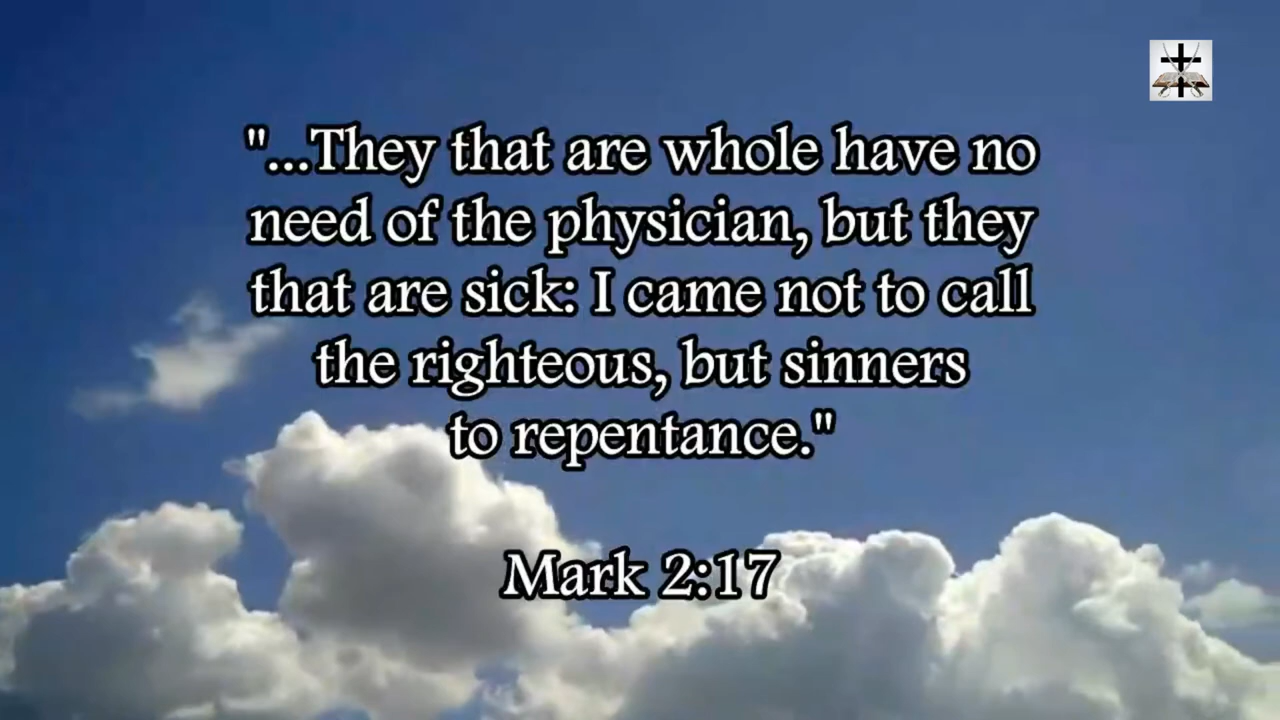 "...They that are whole have no
need of the physician, but they
that are sick: I came not to call
the righteous, but sinners
to repentance."
Mark 2:17